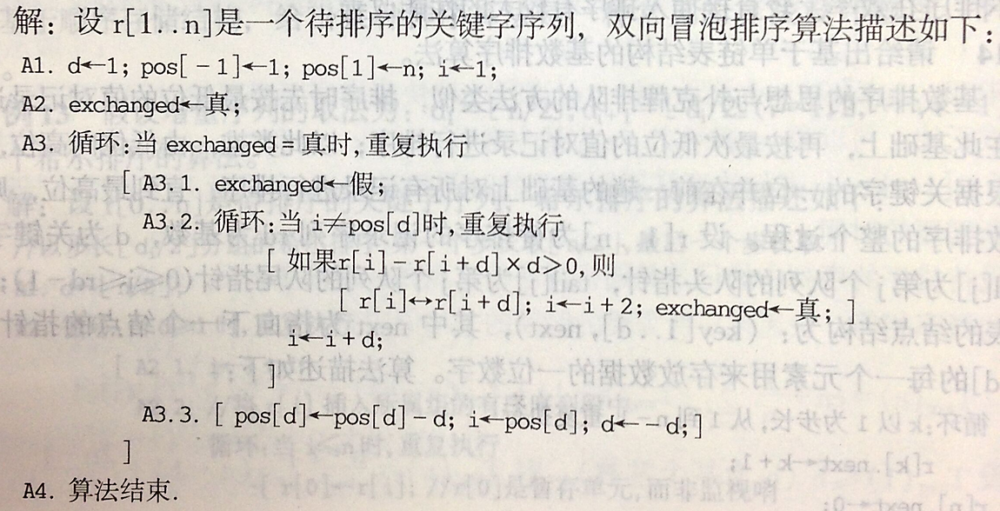 解：设 r[1..n]是一个待排序的关键字序列，双向冒泡排序算法描述如下：
A1. d←1; pos[-1]←1; pos[1]←n; i←1;
A2. exchanged←真;
A3. 循环:当 exchanged = 真时,重复执行
[ A3.1. exchanged←假;
A3.2. 循环:当 i≠pos[d]时,重复执行
[ 如果r[i]-r[i+d]×d>0,则
[ r[i]↔r[i+d]; i←i+2; exchanged←真; ]
i←i+d;
]
A3.3. [ pos[d]←pos[d]-d; i←pos[d]; d←-d;]
]
A4. 算法结束.